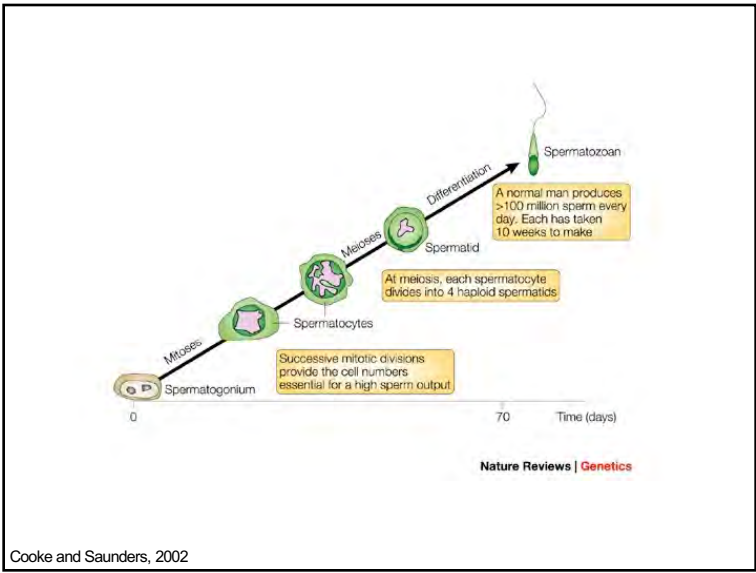 Spermatozoan
Differentiation
A normal man produces
>100 million sperm every
day. Each has taken
10 weeks to make
Meioses
Spermatid
At meiosis, each spermatocyte
divides into 4 haploid spermatids
Spermatocytes
Mitoses
Successive mitotic divisions
provide the cell numbers
essential for a high sperm output
Spermatogonium
0
70
Time (days)
Nature Reviews | Genetics
Cooke and Saunders, 2002